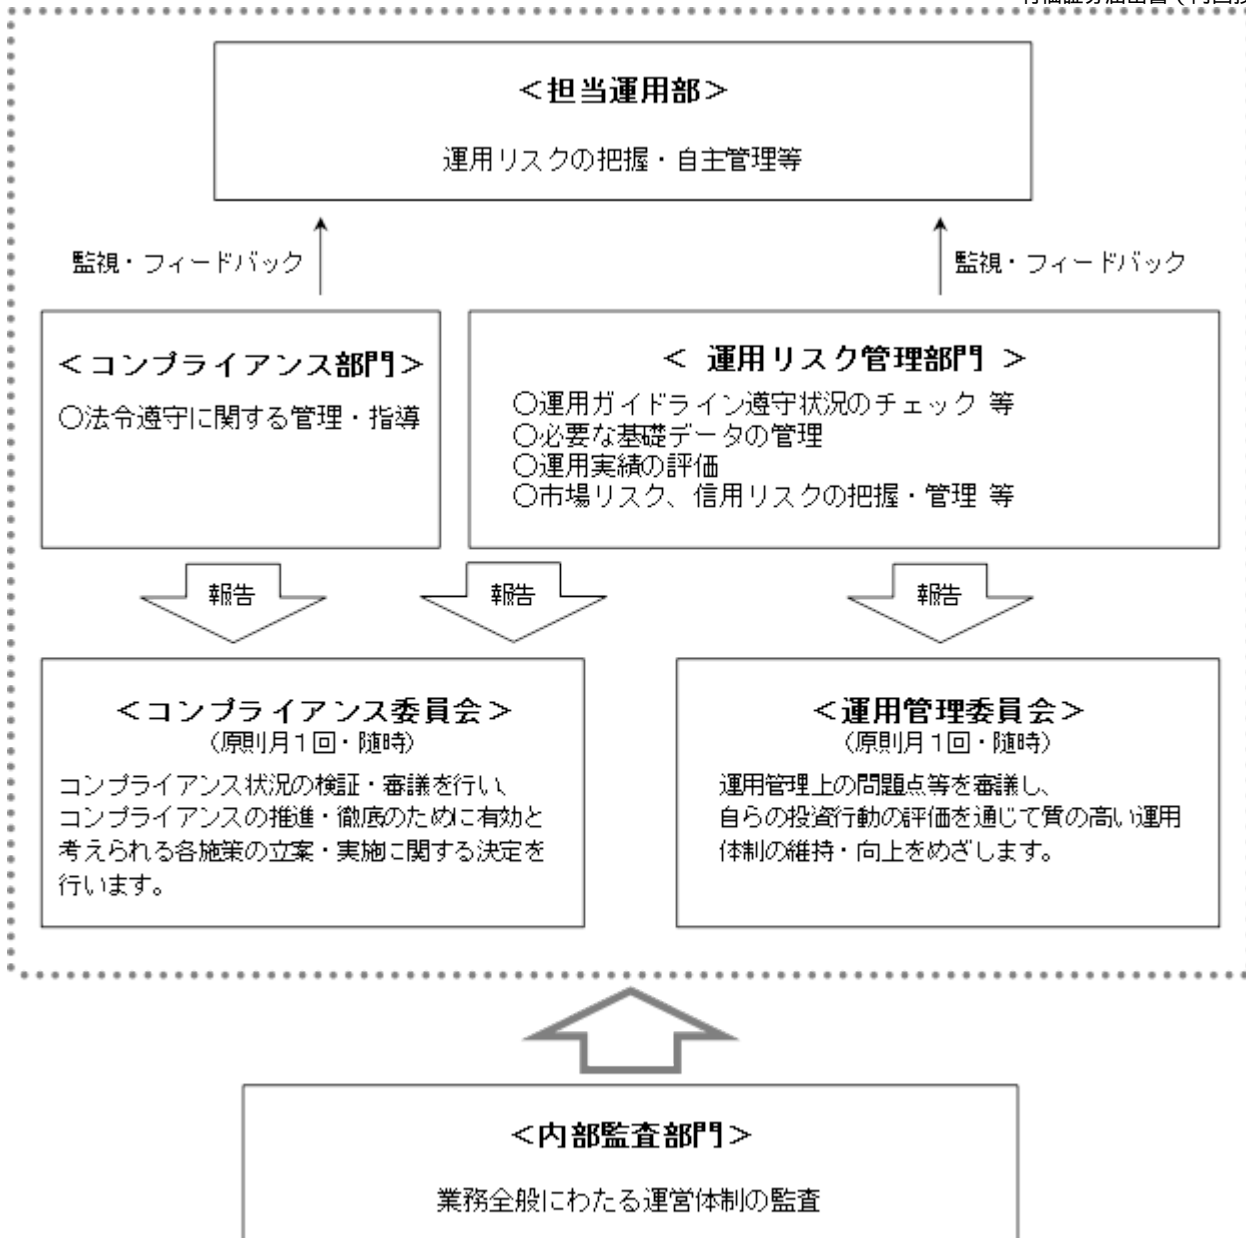 ＜担当運用部＞
運用リスクの把握・自主管理等
監視・フィードバック
監視・フィードバック
＜コンプライアンス部門＞
○法令遵守に関する管理・指導
＜ 運用リスク管理部門 ＞
○運用ガイドライン遵守状況のチェック 等
○必要な基礎データの管理
○運用実績の評価
○市場リスク、信用リスクの把握・管理 等
報告
報告
報告
＜コンプライアンス委員会＞
（原則月１回・随時）
コンプライアンス状況の検証・審議を行い、
コンプライアンスの推進・徹底のために有効と
考えられる各施策の立案・実施に関する決定を
行います。
＜運用管理委員会＞
（原則月１回・随時）
運用管理上の問題点等を審議し、
自らの投資行動の評価を通じて質の高い運用
体制の維持・向上をめざします。
＜内部監査部門＞
業務全般にわたる運営体制の監査